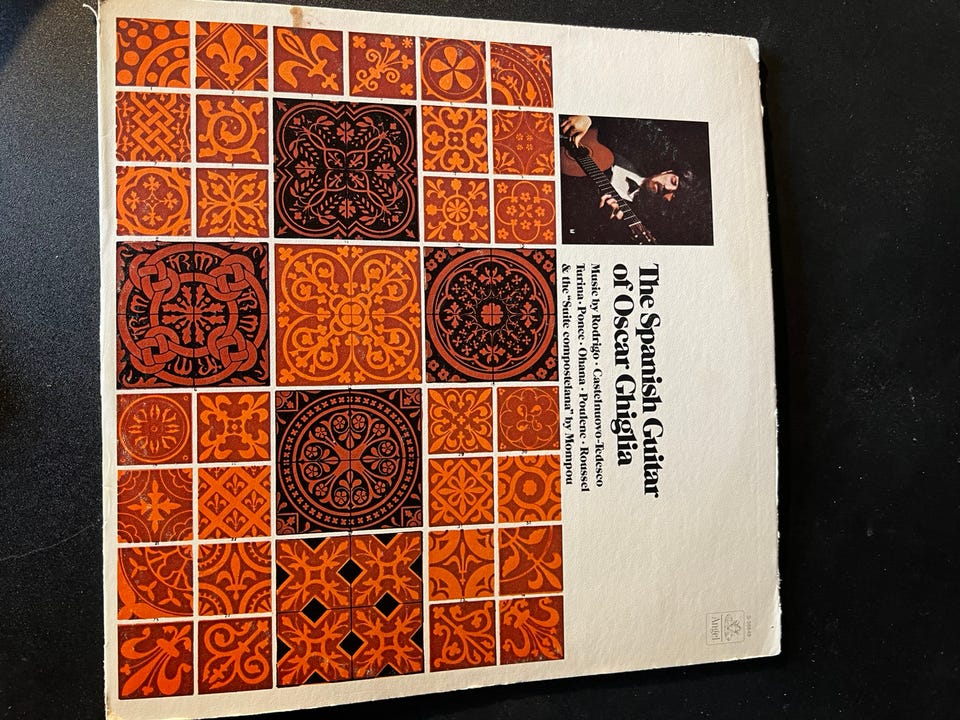 The Spanish Guitar
of Oscar Ghiglia
Music by Rodrigo · Castelnuovo-Tedesco
Turina · Ponce · Ohana · Poulenc · Roussel
& the "Suite compostelana" by Mompou
S-36849
Angel